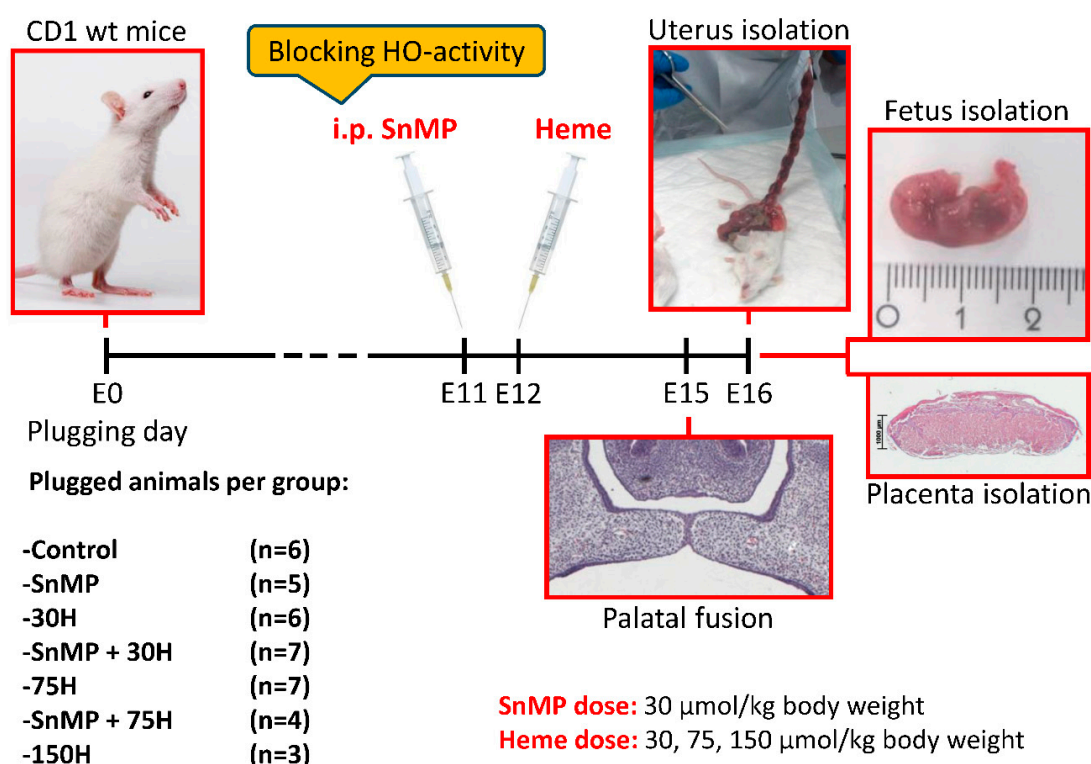 CD1 wt mice
Blocking HO-activity
i.p. SnMP
Heme
Uterus isolation
Fetus isolation
0 1 2
E0
E11
E12
E15
E16
Plugging day
1000 µm
Placenta isolation
Palatal fusion
Plugged animals per group:
-Control (n=6)
-SnMP (n=5)
-30H (n=6)
-SnMP + 30H (n=7)
-75H (n=7)
-SnMP + 75H (n=4)
-150H (n=3)
SnMP dose: 30 µmol/kg body weight
Heme dose: 30, 75, 150 µmol/kg body weight